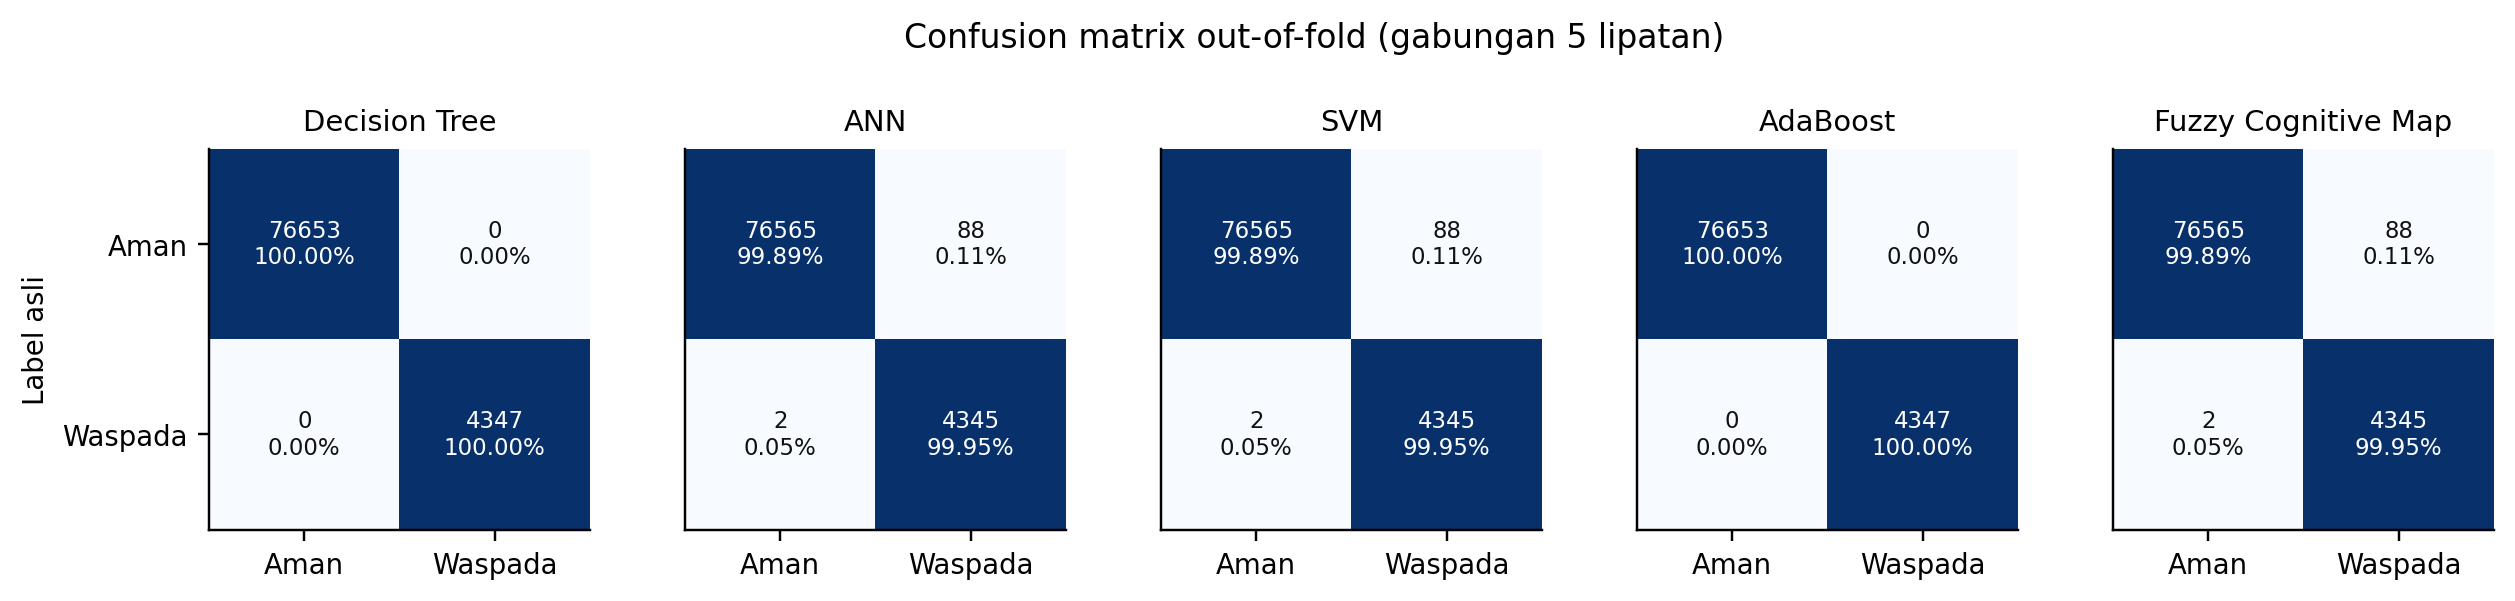 Confusion matrix out-of-fold (gabungan 5 lipatan)
Decision Tree
ANN
SVM
AdaBoost
Fuzzy Cognitive Map
Label asli
Aman
Waspada
76653
100.00%
0
0.00%
0
0.00%
4347
100.00%
Aman
Waspada
76565
99.89%
88
0.11%
2
0.05%
4345
99.95%
Aman
Waspada
76565
99.89%
88
0.11%
2
0.05%
4345
99.95%
Aman
Waspada
76653
100.00%
0
0.00%
0
0.00%
4347
100.00%
Aman
Waspada
76565
99.89%
88
0.11%
2
0.05%
4345
99.95%
Aman
Waspada